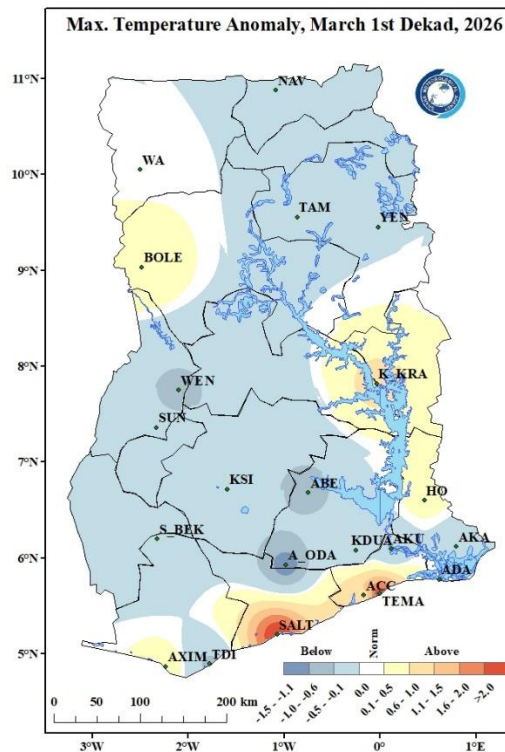 Max. Temperature Anomaly, March 1st Dekad, 2026
11°N
10°N
9°N
8°N
7°N
6°N
5°N
NAV
WA
TAM
YEN
BOLE
K_KRA
WEN
SUN
KSI
ABE
HO
S_BEK
KDUA
AKU
AKA
A_ODA
ADA
ACC
TEMA
SALT
AXIM
TDI
Below
Norm
Above
-1.5 - -1.1
-1.0 - -0.6
-0.5 - -0.1
0.0
0.1 - 0.5
0.6 - 1.0
1.1 - 1.5
1.6 - 2.0
>2.0
0 50 100 200 km
3°W
2°W
1°W
0°
1°E